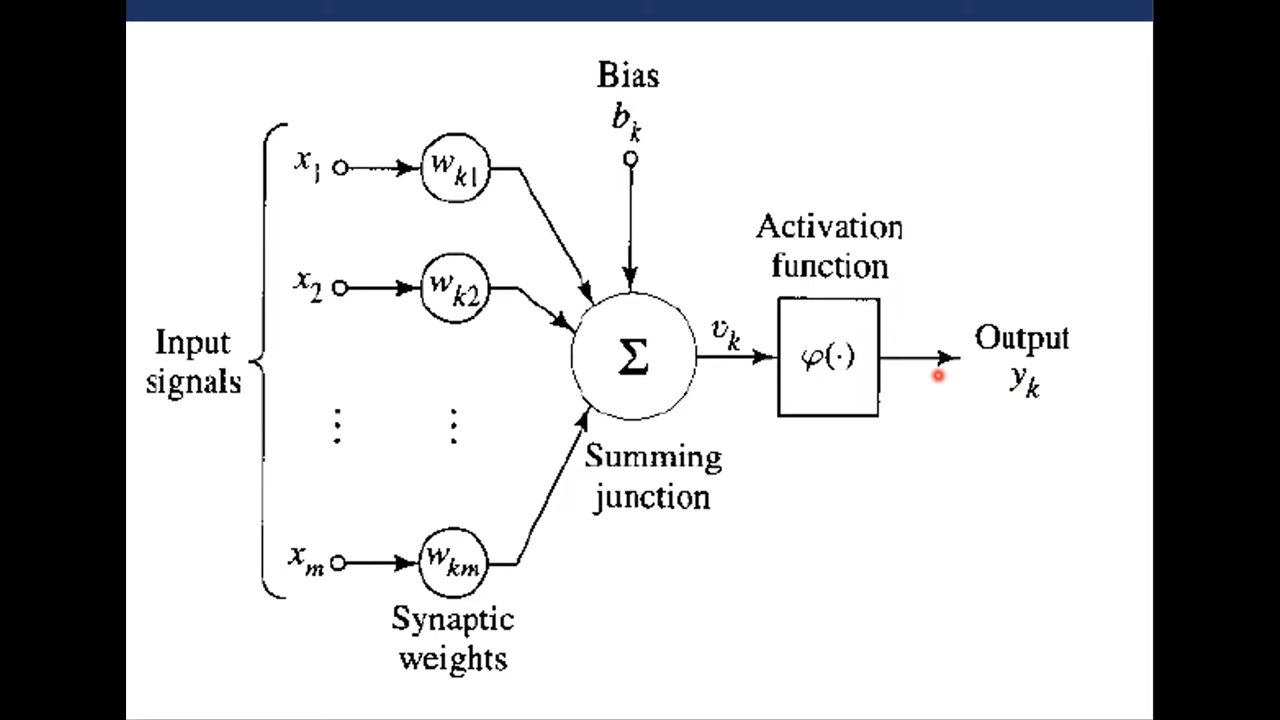 Bias
b_k
x_1
w_k1
Activation
function
x_2
w_k2
Input
signals
Σ
v_k
φ(·)
Output
y_k
⋮ ⋮
Summing
junction
x_m
w_km
Synaptic
weights